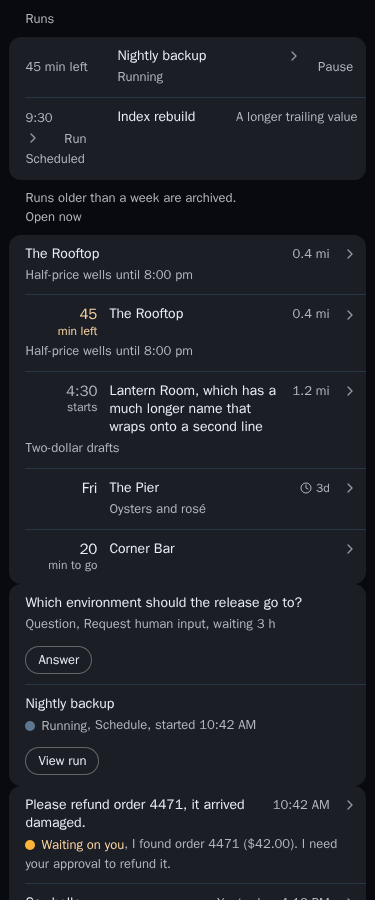 Runs
45 min left Nightly backup Pause
Running
9:30 Index rebuild A longer trailing value
Run
Scheduled
Runs older than a week are archived.
Open now
The Rooftop 0.4 mi
Half-price wells until 8:00 pm
45 The Rooftop 0.4 mi
min left
Half-price wells until 8:00 pm
4:30 Lantern Room, which has a 1.2 mi
starts much longer name that
wraps onto a second line
Two-dollar drafts
Fri The Pier 3d
Oysters and rosé
20 Corner Bar
min to go
Which environment should the release go to?
Question, Request human input, waiting 3 h
Answer
Nightly backup
Running, Schedule, started 10:42 AM
View run
Please refund order 4471, it arrived 10:42 AM
damaged.
Waiting on you, I found order 4471 ($42.00). I need
your approval to refund it.